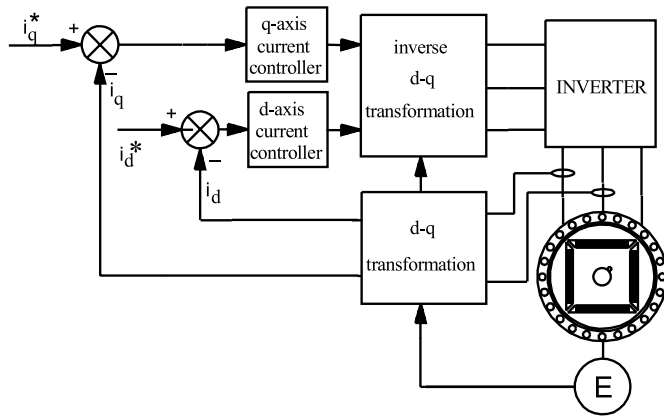 i_q*
+
−
i_q
q-axis
current
controller
inverse
d-q
transformation
INVERTER
+
−
i_d*
i_d
d-axis
current
controller
d-q
transformation
E